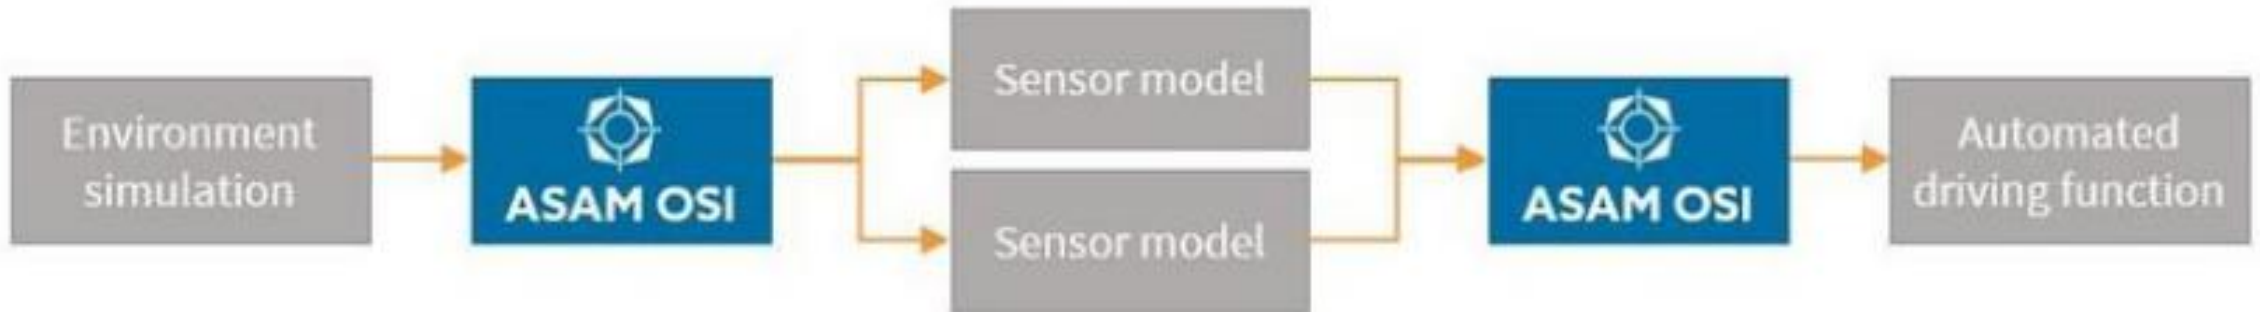 Environment
simulation
ASAM OSI
Sensor model
Sensor model
ASAM OSI
Automated
driving function